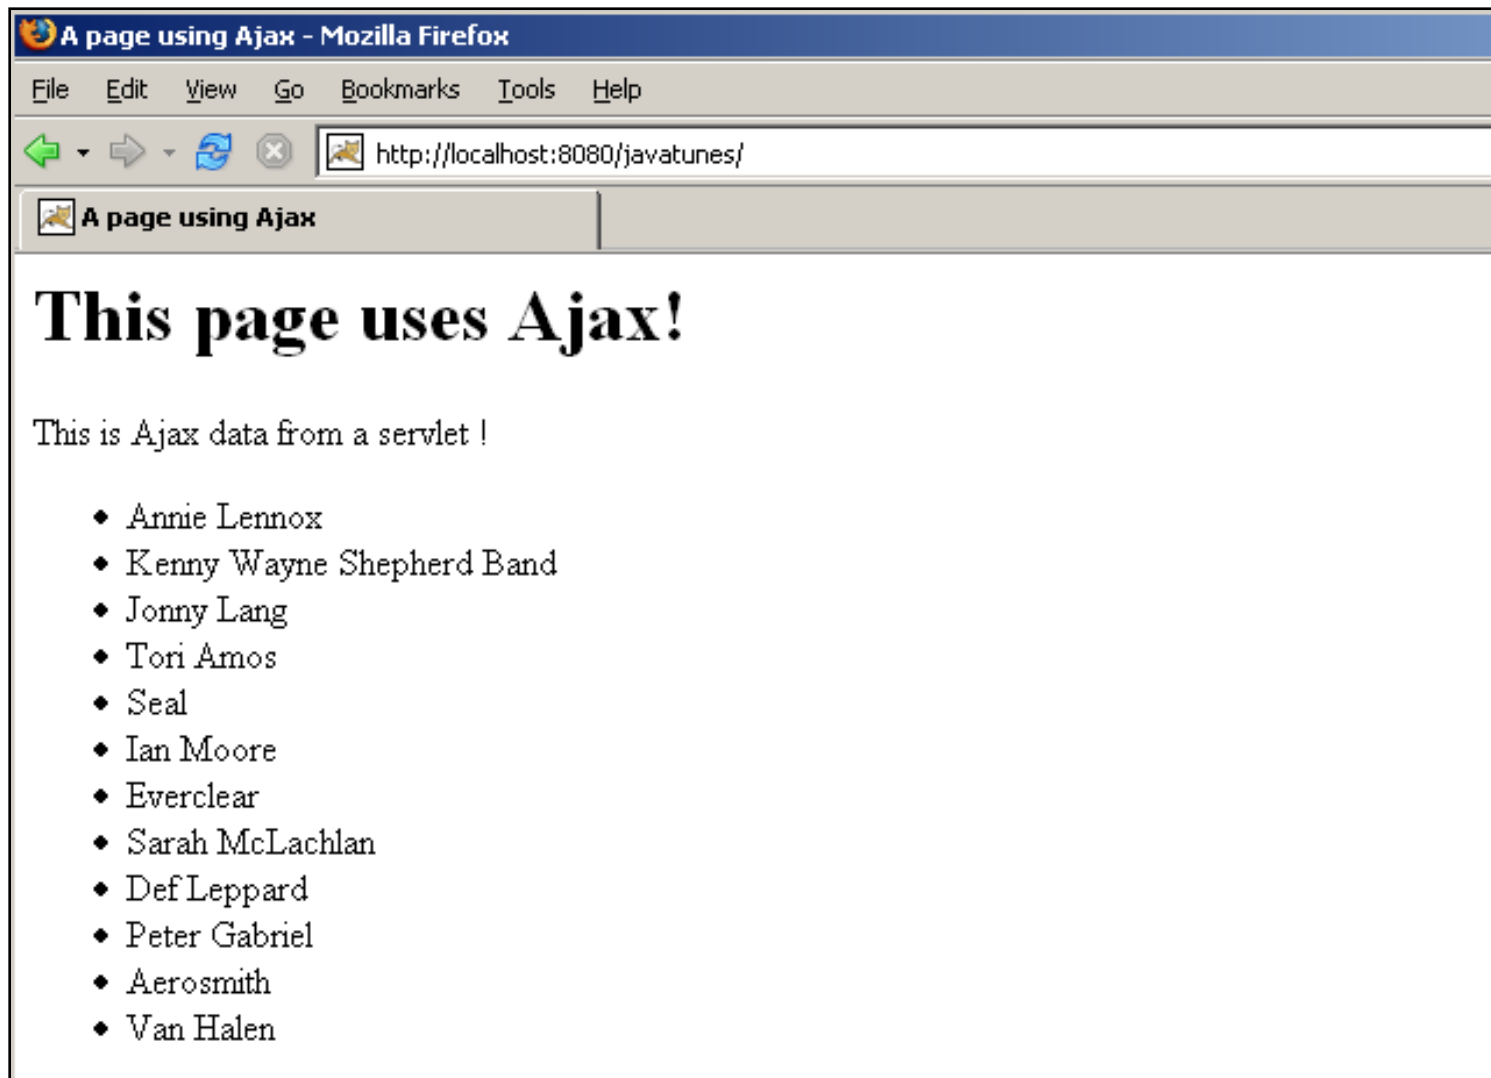 A page using Ajax - Mozilla Firefox
File Edit View Go Bookmarks Tools Help
http://localhost:8080/javatunes/
A page using Ajax
This page uses Ajax!
This is Ajax data from a servlet !
Annie Lennox
Kenny Wayne Shepherd Band
Jonny Lang
Tori Amos
Seal
Ian Moore
Everclear
Sarah McLachlan
Def Leppard
Peter Gabriel
Aerosmith
Van Halen